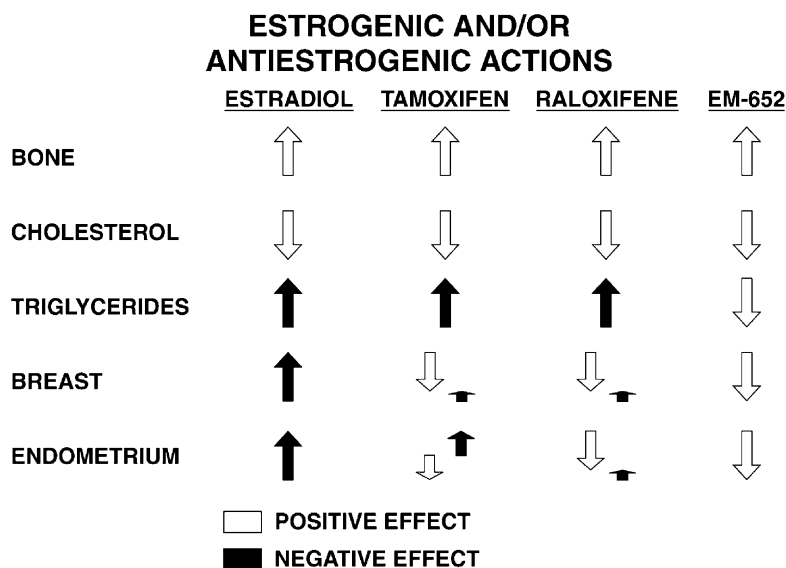 ESTROGENIC AND/OR
ANTIESTROGENIC ACTIONS
ESTRADIOL TAMOXIFEN RALOXIFENE EM-652
BONE
CHOLESTEROL
TRIGLYCERIDES
BREAST
ENDOMETRIUM
POSITIVE EFFECT
NEGATIVE EFFECT